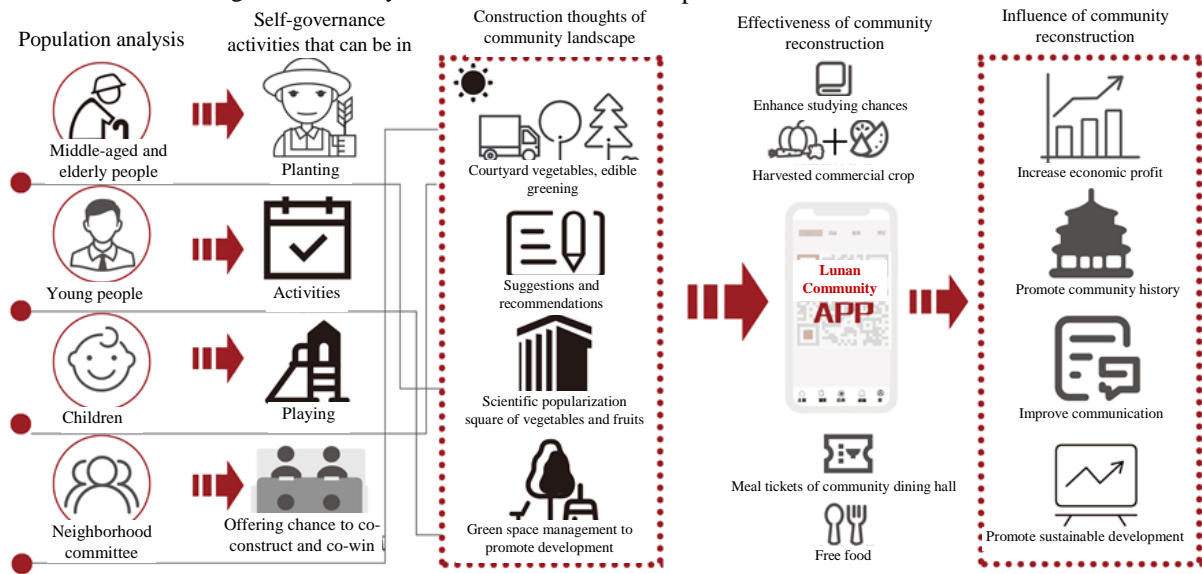 Population analysis
Middle-aged and
elderly people
Young people
Children
Neighborhood
committee
Self-governance
activities that can be in
Planting
Activities
Playing
Offering chance to co-
construct and co-win
Construction thoughts of
community landscape
Courtyard vegetables, edible
greening
Suggestions and
recommendations
Scientific popularization
square of vegetables and fruits
Green space management to
promote development
Effectiveness of community
reconstruction
Enhance studying chances
Harvested commercial crop
Lunan
Community
APP
Meal tickets of community dining hall
Free food
Influence of community
reconstruction
Increase economic profit
Promote community history
Improve communication
Promote sustainable development